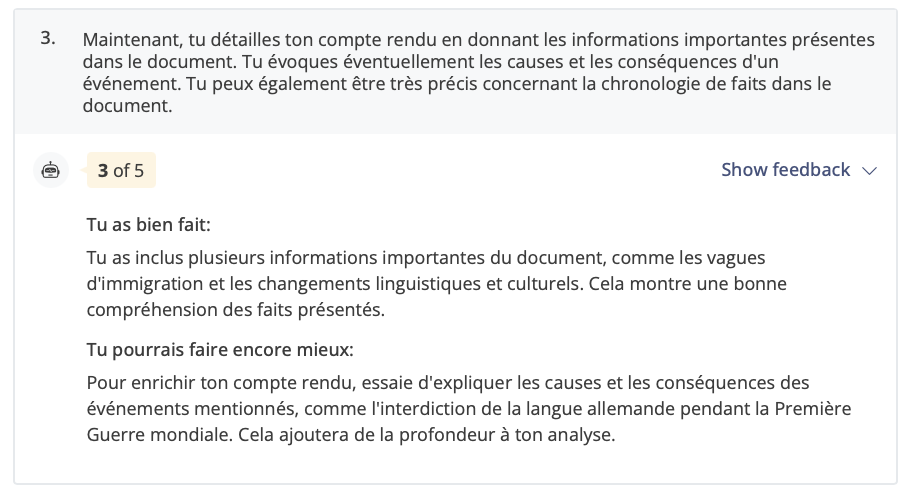 3. Maintenant, tu détailles ton compte rendu en donnant les informations importantes présentes
dans le document. Tu évoques éventuellement les causes et les conséquences d'un
événement. Tu peux également être très précis concernant la chronologie de faits dans le
document.
3 of 5
Show feedback
Tu as bien fait:
Tu as inclus plusieurs informations importantes du document, comme les vagues
d'immigration et les changements linguistiques et culturels. Cela montre une bonne
compréhension des faits présentés.
Tu pourrais faire encore mieux:
Pour enrichir ton compte rendu, essaie d'expliquer les causes et les conséquences des
événements mentionnés, comme l'interdiction de la langue allemande pendant la Première
Guerre mondiale. Cela ajoutera de la profondeur à ton analyse.